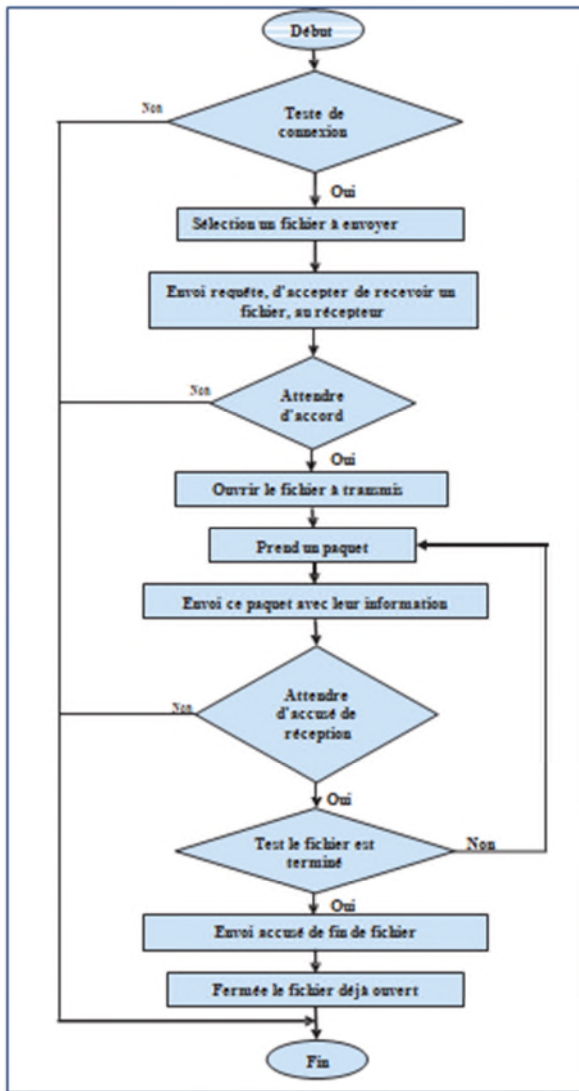 Début
Non
Teste de
connexion
Oui
Sélection un fichier à envoyer
Envoi requête, d'accepter de recevoir un
fichier, au récepteur
Non
Attendre
d'accord
Oui
Ouvrir le fichier à transmis
Prend un paquet
Envoi ce paquet avec leur information
Attendre
d'accusé de
réception
Non
Oui
Test le fichier est
terminé
Non
Oui
Envoi accusé de fin de fichier
Fermée le fichier déjà ouvert
Fin